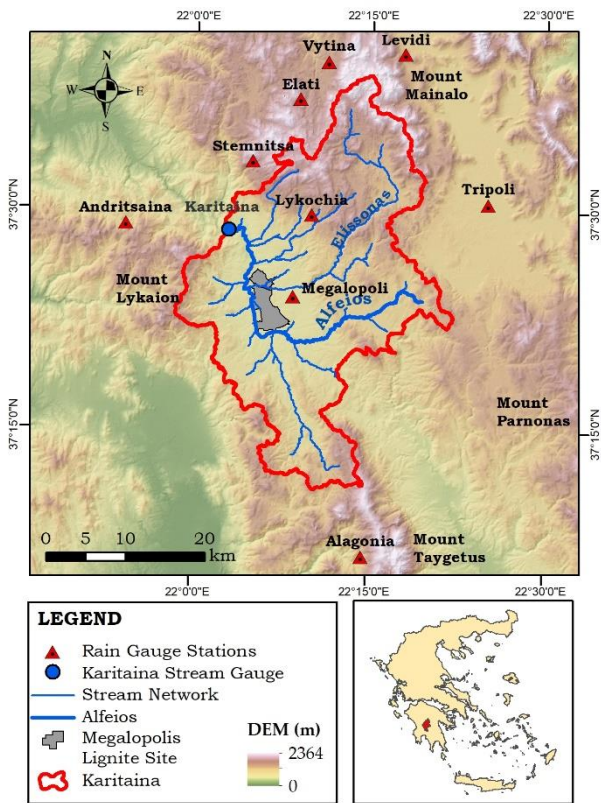 22°0'0"E
22°15'0"E
22°30'0"E
Vytina
Levidi
N
W
E
S
Elati
Mount
Mainalo
Stemnitsa
37°30'0"N
37°30'0"N
Andritsaina
Karitaina
Lykochia
Tripoli
Elissonas
Mount
Lykaion
Megalopoli
Alfeios
Mount
Parnonas
37°15'0"N
37°15'0"N
0
5
10
20
km
Alagonia
Mount
Taygetus
22°0'0"E
22°15'0"E
22°30'0"E
LEGEND
Rain Gauge Stations
Karitaina Stream Gauge
Stream Network
Alfeios
Megalopolis
Lignite Site
Karitaina
DEM (m)
2364
0